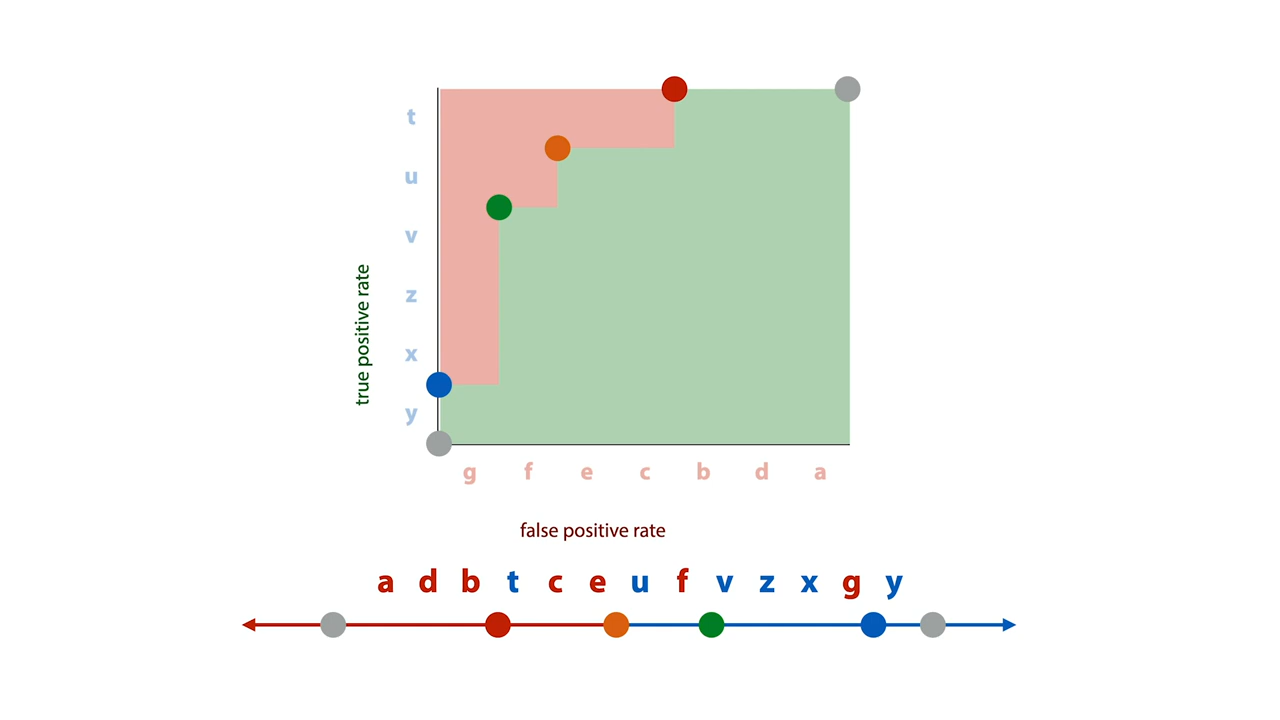 t
u
v
z
x
y
true positive rate
g f e c b d a
false positive rate
a d b t c e u f v z x g y